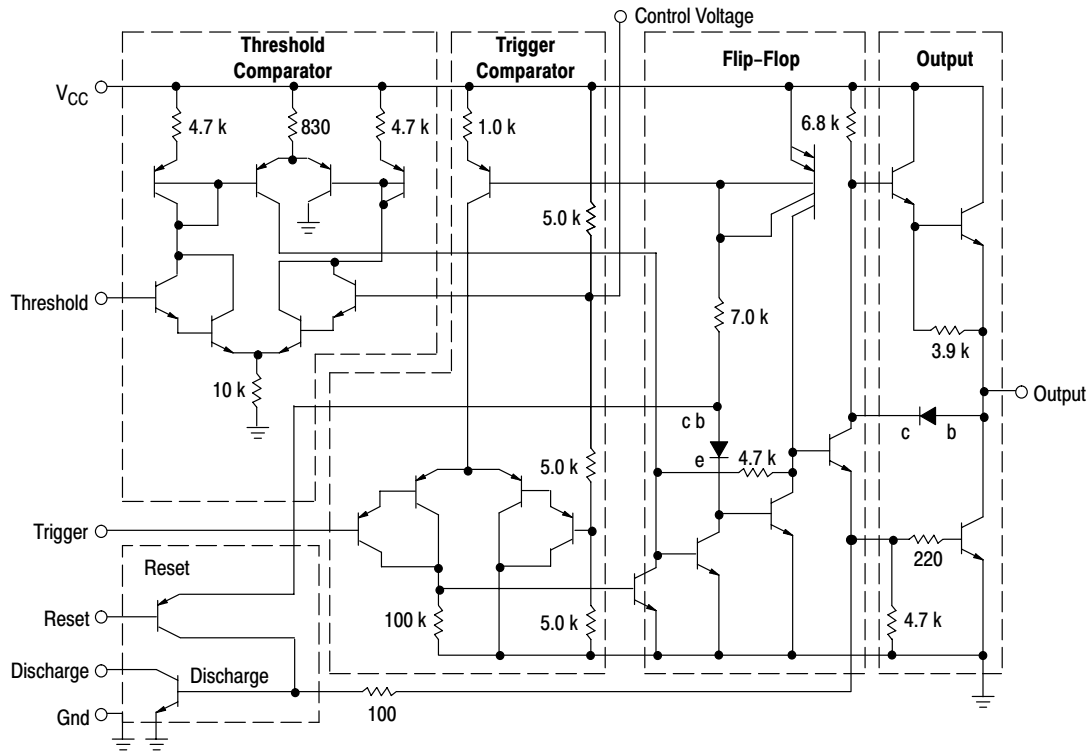 Control Voltage
Threshold
Comparator
Trigger
Comparator
Flip-Flop
Output
VCC
4.7 k
830
4.7 k
1.0 k
6.8 k
5.0 k
Threshold
7.0 k
3.9 k
10 k
Output
c b
c
b
e
4.7 k
5.0 k
Trigger
220
Reset
Reset
100 k
5.0 k
4.7 k
Discharge
Discharge
100
Gnd